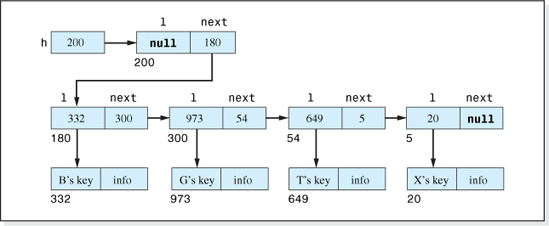 l next
h 200 null 180
200
l next l next l next l next
332 300 973 54 649 5 20 null
180 300 54 5
B's key info G's key info T's key info X's key info
332 973 649 20